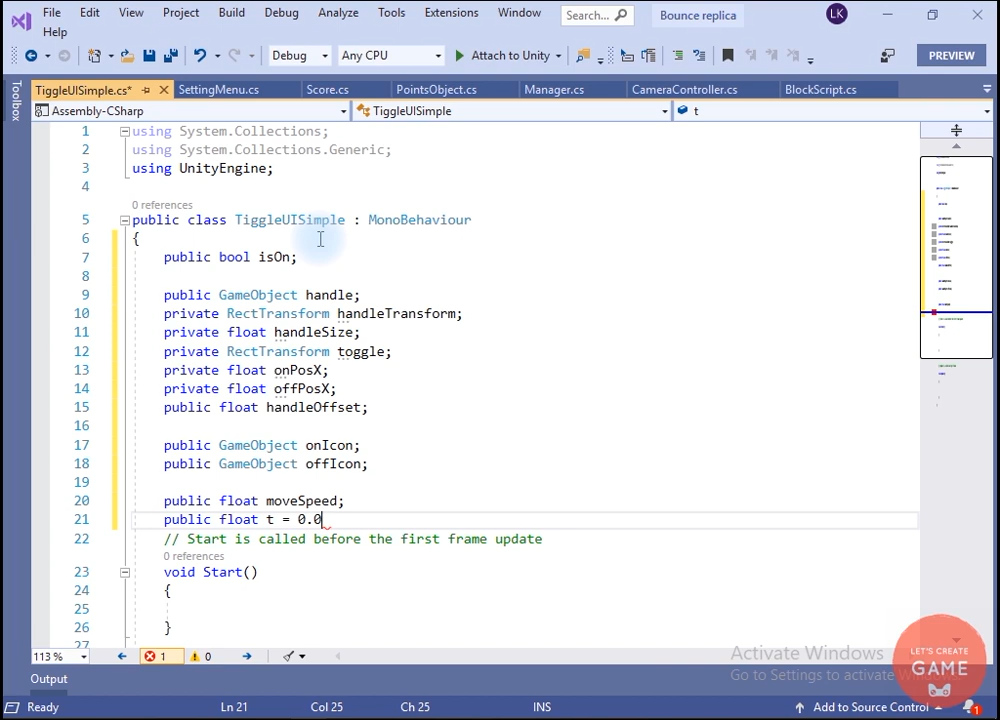 File Edit View Project Build Debug Analyze Tools Extensions Window Search... Bounce replica LK
Help
Debug Any CPU Attach to Unity PREVIEW
Toolbox
TiggleUISimple.cs* SettingMenu.cs Score.cs PointsObject.cs Manager.cs CameraController.cs BlockScript.cs
Assembly-CSharp TiggleUISimple t
1 using System.Collections;
2 using System.Collections.Generic;
3 using UnityEngine;
4
0 references
5 public class TiggleUISimple : MonoBehaviour
6 {
7 public bool isOn;
8
9 public GameObject handle;
10 private RectTransform handleTransform;
11 private float handleSize;
12 private RectTransform toggle;
13 private float onPosX;
14 private float offPosX;
15 public float handleOffset;
16
17 public GameObject onIcon;
18 public GameObject offIcon;
19
20 public float moveSpeed;
21 public float t = 0.0
22 // Start is called before the first frame update
0 references
23 void Start()
24 {
25
26 }
27
113 % 1 0
Activate Windows
Go to Settings to activate
LET'S CREATE
GAME
Output
Ready Ln 21 Col 25 Ch 25 INS Add to Source Control 1